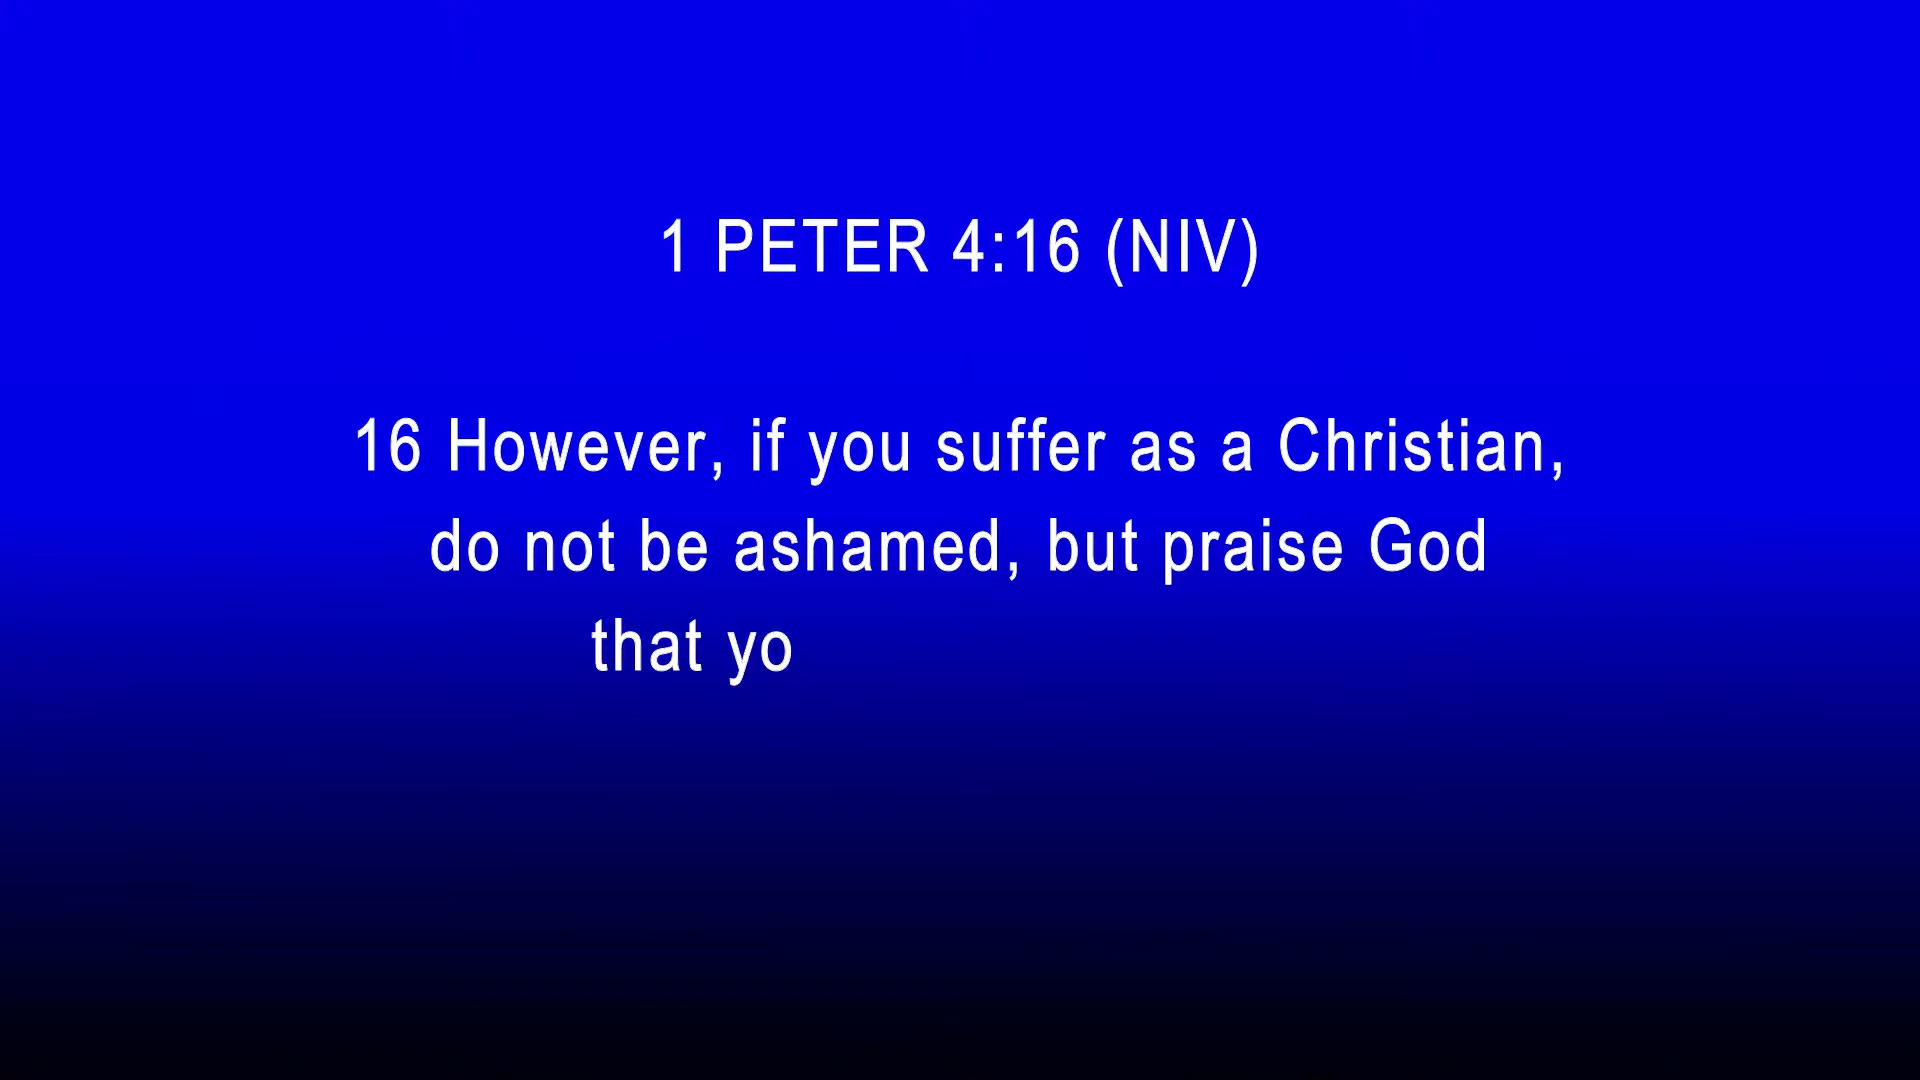 1 PETER 4:16 (NIV)
16 However, if you suffer as a Christian,
do not be ashamed, but praise God
that yo